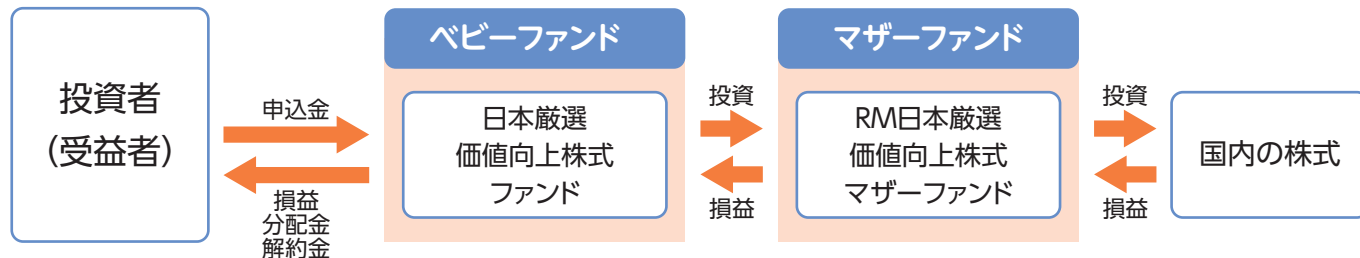 投資者
（受益者）
申込金
損益
分配金
解約金
ベビーファンド
日本厳選
価値向上株式
ファンド
投資
損益
マザーファンド
RM日本厳選
価値向上株式
マザーファンド
投資
損益
国内の株式